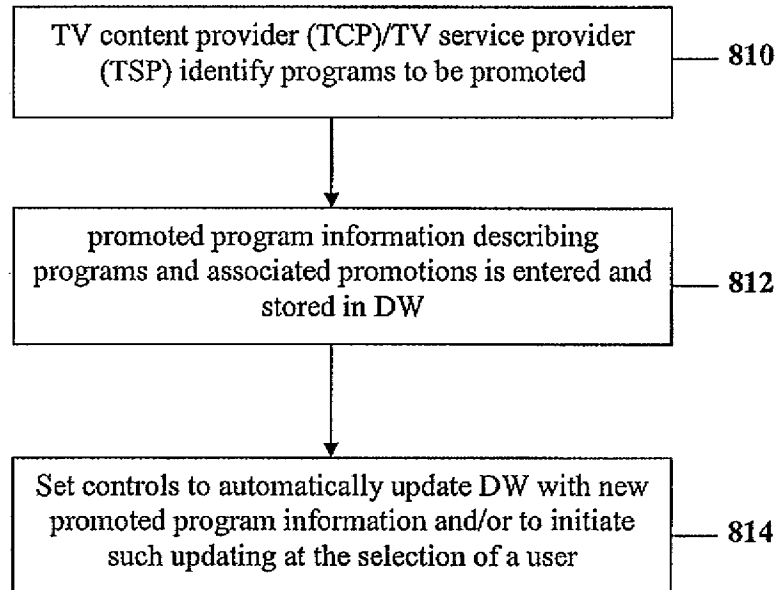 TV content provider (TCP)/TV service provider
(TSP) identify programs to be promoted
810
promoted program information describing
programs and associated promotions is entered and
stored in DW
812
Set controls to automatically update DW with new
promoted program information and/or to initiate
such updating at the selection of a user
814